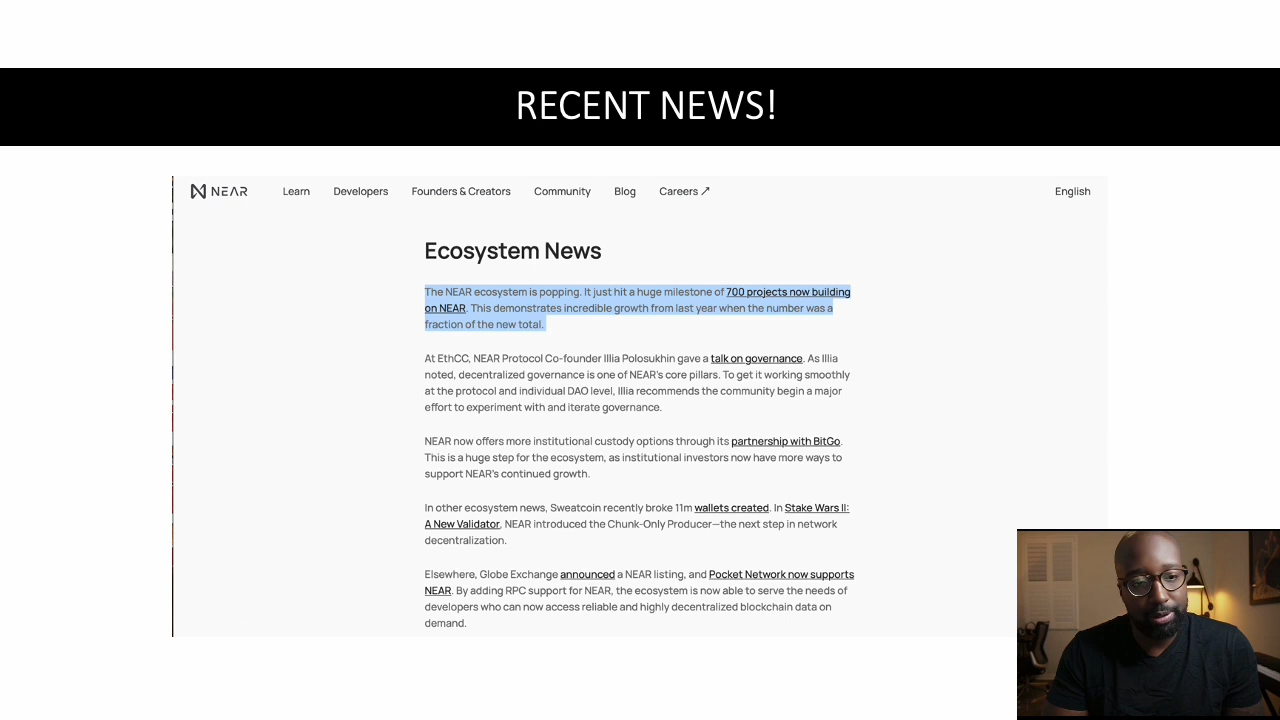 RECENT NEWS!
NEAR Learn Developers Founders & Creators Community Blog Careers ↗ English
Ecosystem News
The NEAR ecosystem is popping. It just hit a huge milestone of 700 projects now building
on NEAR. This demonstrates incredible growth from last year when the number was a
fraction of the new total.
At EthCC, NEAR Protocol Co-founder Illia Polosukhin gave a talk on governance. As Illia
noted, decentralized governance is one of NEAR's core pillars. To get it working smoothly
at the protocol and individual DAO level, Illia recommends the community begin a major
effort to experiment with and iterate governance.
NEAR now offers more institutional custody options through its partnership with BitGo.
This is a huge step for the ecosystem, as institutional investors now have more ways to
support NEAR's continued growth.
In other ecosystem news, Sweatcoin recently broke 11m wallets created. In Stake Wars II:
A New Validator, NEAR introduced the Chunk-Only Producer—the next step in network
decentralization.
Elsewhere, Globe Exchange announced a NEAR listing, and Pocket Network now supports
NEAR. By adding RPC support for NEAR, the ecosystem is now able to serve the needs of
developers who can now access reliable and highly decentralized blockchain data on
demand.